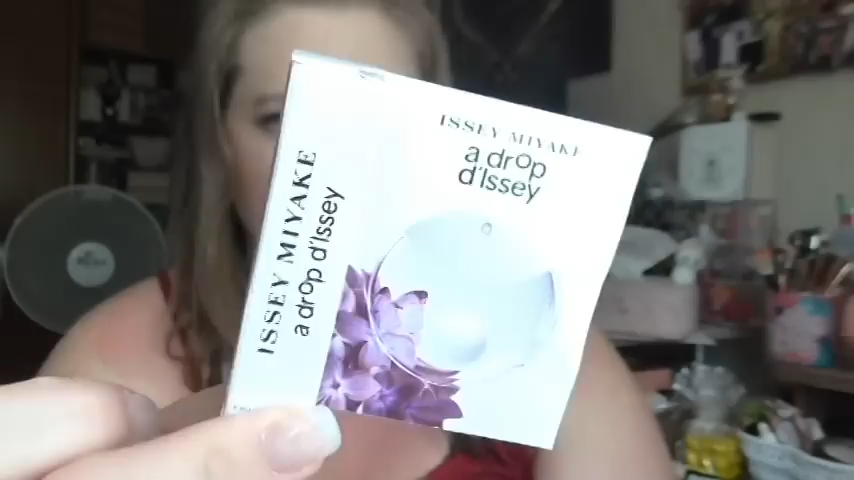 ISSEY MIYAKE
a drop d'Issey
ISSEY MIYAKE
a drop
d'Issey